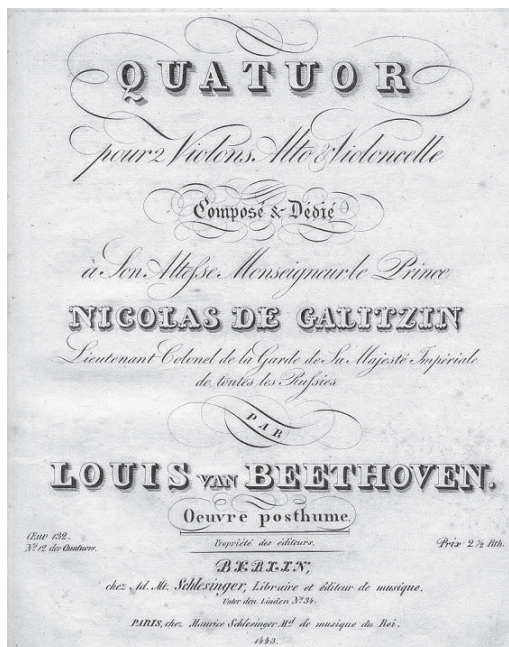 QUATUOR
pour 2 Violons, Alto & Violoncelle
Composé & Dédié
à Son Altesse Monseigneur le Prince
NICOLAS DE GALITZIN
Lieutenant Colonel de la Garde de Sa Majesté Impériale
de toutes les Russies
PAR
LOUIS VAN BEETHOVEN.
Oeuvre posthume.
Œuv 132.
No 12 des Quatuors.
Propriété des éditeurs.
Prix 2 ½ Rth.
BERLIN,
chez Ad. Mt. Schlesinger, Libraire et éditeur de musique.
Unter den Linden No 34.
PARIS, chez Maurice Schlesinger Md de musique du Roi.
1443.